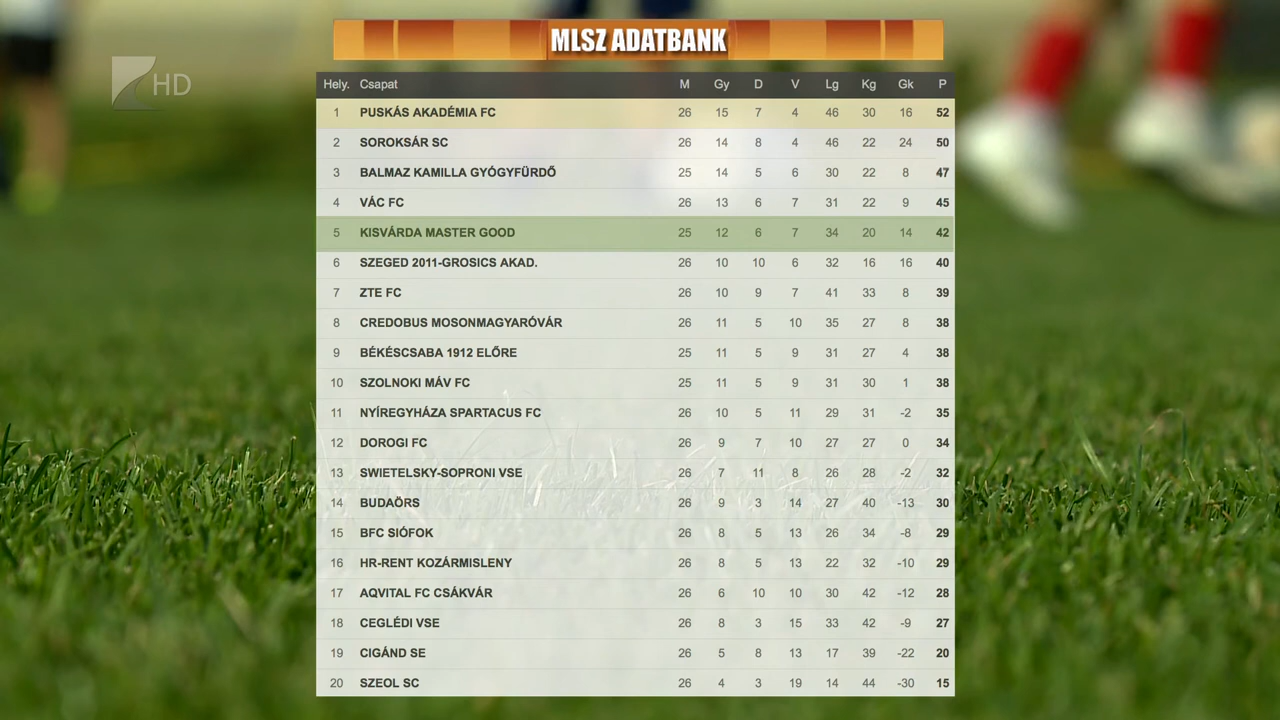 MLSZ ADATBANK
HD
Hely. Csapat M Gy D V Lg Kg Gk P
1 PUSKÁS AKADÉMIA FC 26 15 7 4 46 30 16 52
2 SOROKSÁR SC 26 14 8 4 46 22 24 50
3 BALMAZ KAMILLA GYÓGYFÜRDŐ 25 14 5 6 30 22 8 47
4 VÁC FC 26 13 6 7 31 22 9 45
5 KISVÁRDA MASTER GOOD 25 12 6 7 34 20 14 42
6 SZEGED 2011-GROSICS AKAD. 26 10 10 6 32 16 16 40
7 ZTE FC 26 10 9 7 41 33 8 39
8 CREDOBUS MOSONMAGYARÓVÁR 26 11 5 10 35 27 8 38
9 BÉKÉSCSABA 1912 ELŐRE 25 11 5 9 31 27 4 38
10 SZOLNOKI MÁV FC 25 11 5 9 31 30 1 38
11 NYÍREGYHÁZA SPARTACUS FC 26 10 5 11 29 31 -2 35
12 DOROGI FC 26 9 7 10 27 27 0 34
13 SWIETELSKY-SOPRONI VSE 26 7 11 8 26 28 -2 32
14 BUDAÖRS 26 9 3 14 27 40 -13 30
15 BFC SIÓFOK 26 8 5 13 26 34 -8 29
16 HR-RENT KOZÁRMISLENY 26 8 5 13 22 32 -10 29
17 AQVITAL FC CSÁKVÁR 26 6 10 10 30 42 -12 28
18 CEGLÉDI VSE 26 8 3 15 33 42 -9 27
19 CIGÁND SE 26 5 8 13 17 39 -22 20
20 SZEOL SC 26 4 3 19 14 44 -30 15